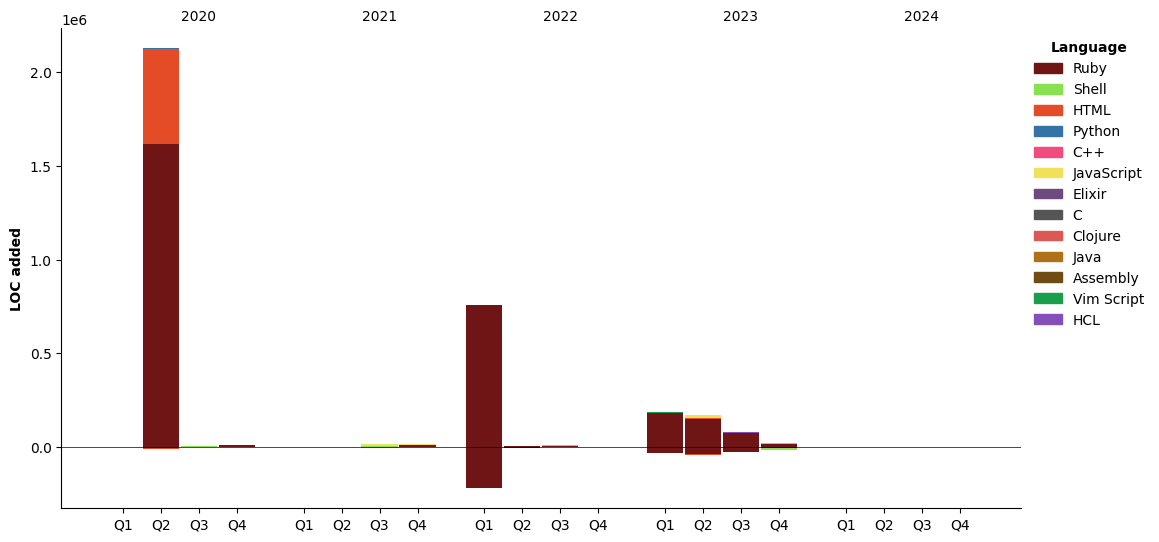 1e6
2020 2021 2022 2023 2024
2.0
1.5
1.0
0.5
0.0
LOC added
Q1 Q2 Q3 Q4 Q1 Q2 Q3 Q4 Q1 Q2 Q3 Q4 Q1 Q2 Q3 Q4 Q1 Q2 Q3 Q4
Language
Ruby
Shell
HTML
Python
C++
JavaScript
Elixir
C
Clojure
Java
Assembly
Vim Script
HCL